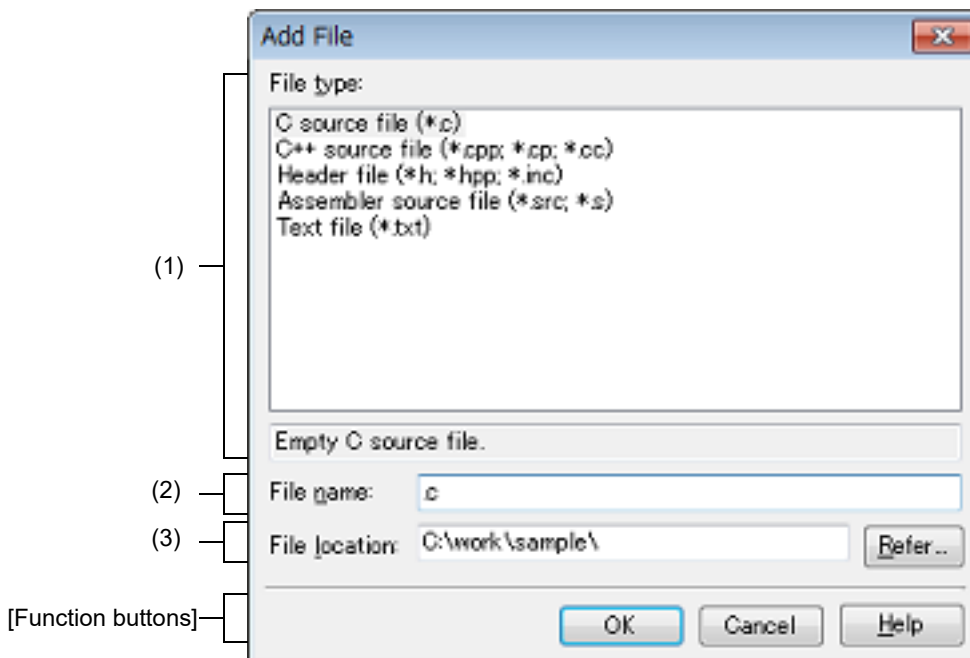 Add File
File type:
C source file (*.c)
C++ source file (*.cpp; *.cp; *.cc)
Header file (*.h; *.hpp; *.inc)
Assembler source file (*.src; *.s)
Text file (*.txt)
(1)
Empty C source file.
(2)
File name:
.c
(3)
File location:
C:\work\sample\
Refer...
[Function buttons]
OK
Cancel
Help